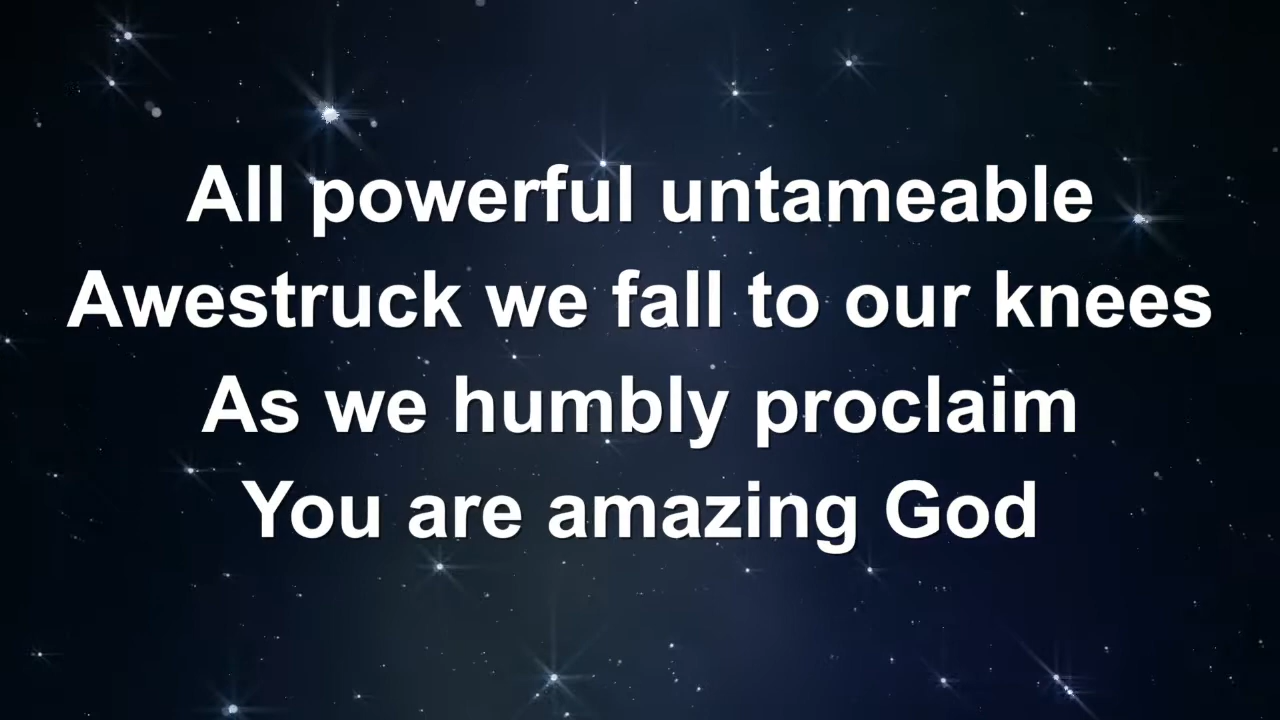 All powerful untameable
Awestruck we fall to our knees
As we humbly proclaim
You are amazing God